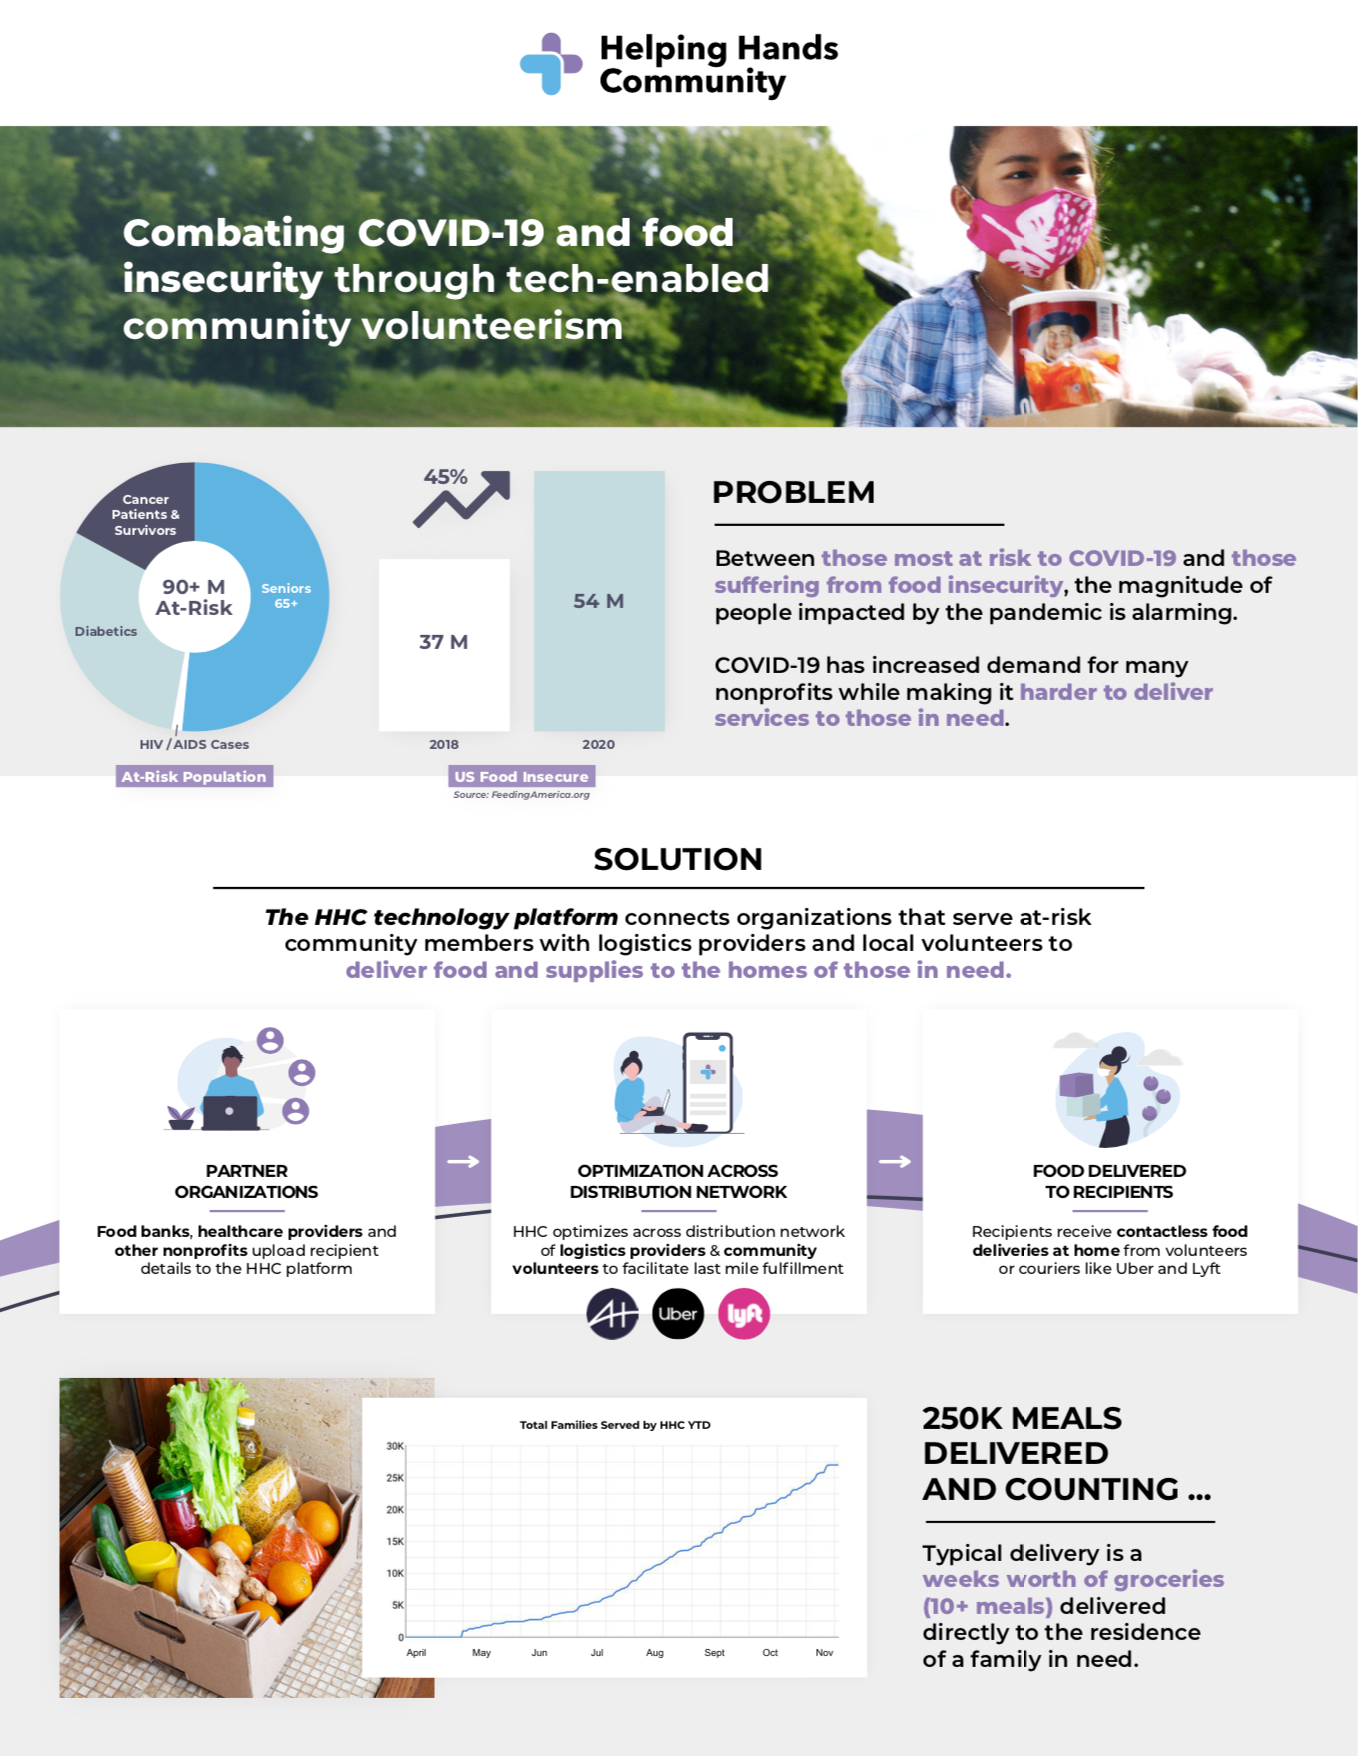 Helping Hands
Community
Combating COVID-19 and food
insecurity through tech-enabled
community volunteerism
Cancer
Patients &
Survivors
90+ M
At-Risk
Seniors
65+
Diabetics
HIV / AIDS Cases
At-Risk Population
45%
37 M
54 M
2018
2020
US Food Insecure
Source: FeedingAmerica.org
PROBLEM
Between those most at risk to COVID-19 and those
suffering from food insecurity, the magnitude of
people impacted by the pandemic is alarming.
COVID-19 has increased demand for many
nonprofits while making it harder to deliver
services to those in need.
SOLUTION
The HHC technology platform connects organizations that serve at-risk
community members with logistics providers and local volunteers to
deliver food and supplies to the homes of those in need.
PARTNER
ORGANIZATIONS
Food banks, healthcare providers and
other nonprofits upload recipient
details to the HHC platform
OPTIMIZATION ACROSS
DISTRIBUTION NETWORK
HHC optimizes across distribution network
of logistics providers & community
volunteers to facilitate last mile fulfillment
AH
Uber
lyft
FOOD DELIVERED
TO RECIPIENTS
Recipients receive contactless food
deliveries at home from volunteers
or couriers like Uber and Lyft
Total Families Served by HHC YTD
30K
25K
20K
15K
10K
5K
0
April May Jun Jul Aug Sept Oct Nov
250K MEALS
DELIVERED
AND COUNTING ...
Typical delivery is a
weeks worth of groceries
(10+ meals) delivered
directly to the residence
of a family in need.